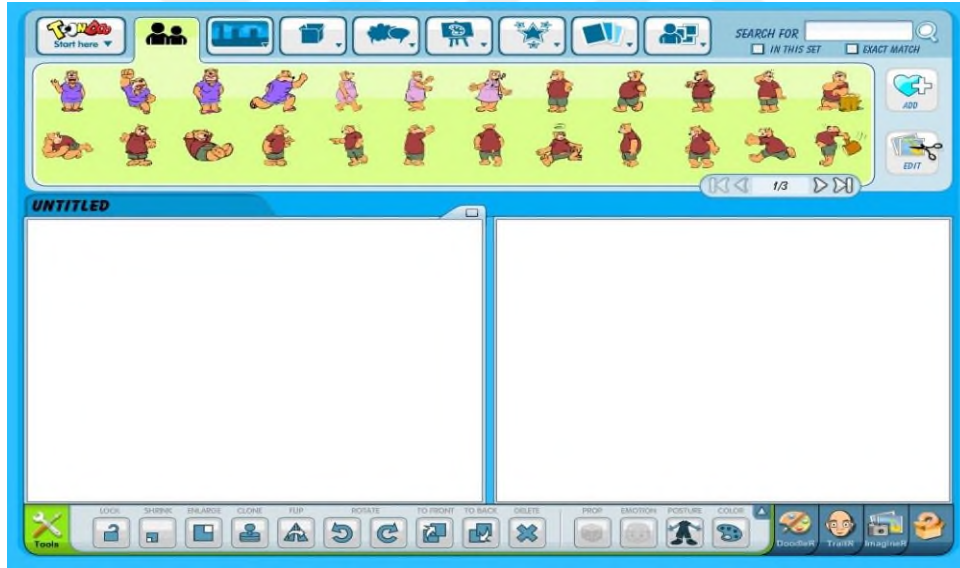 TOONDOO
Start here ▼
SEARCH FOR
IN THIS SET EXACT MATCH
ADD
EDIT
1/3
UNTITLED
LOCK SHRINK ENLARGE CLONE FLIP ROTATE TO FRONT TO BACK DELETE PROP EMOTION POSTURE COLOR
Tools
DoodleR TraitR ImagineR